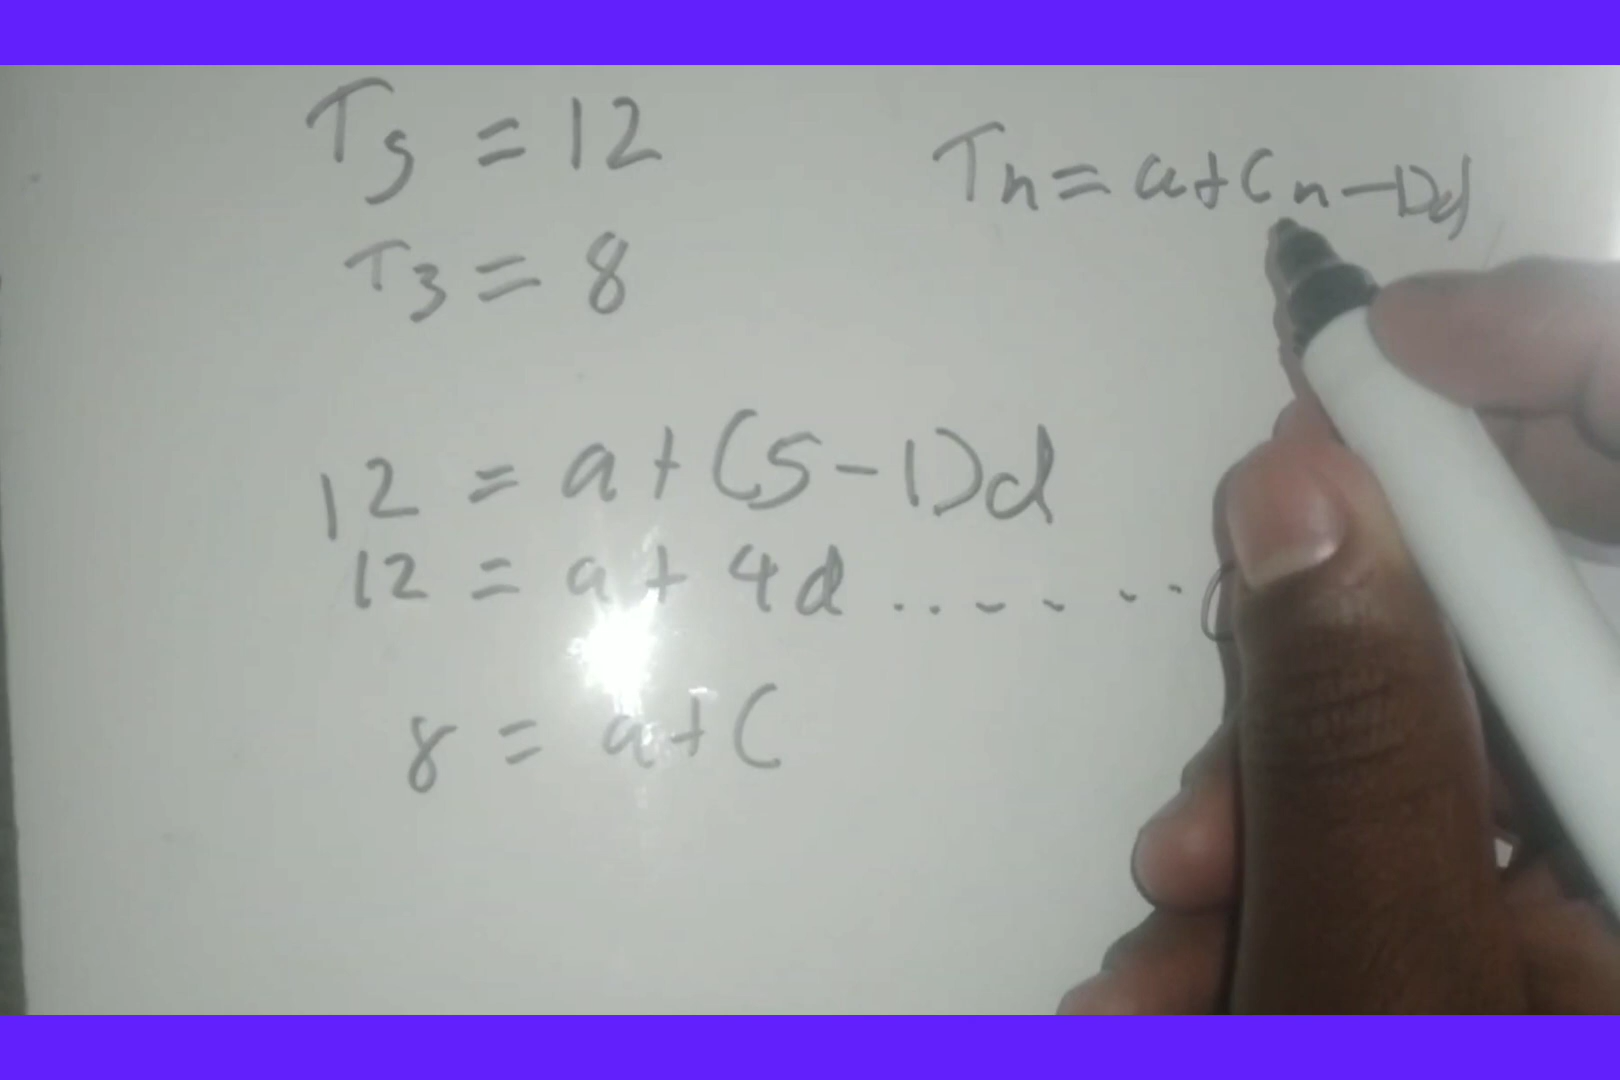 T5 = 12
Tn = a+(n-1)d
T3 = 8
12 = a+(5-1)d
12 = a + 4d ........(
8 = a+(